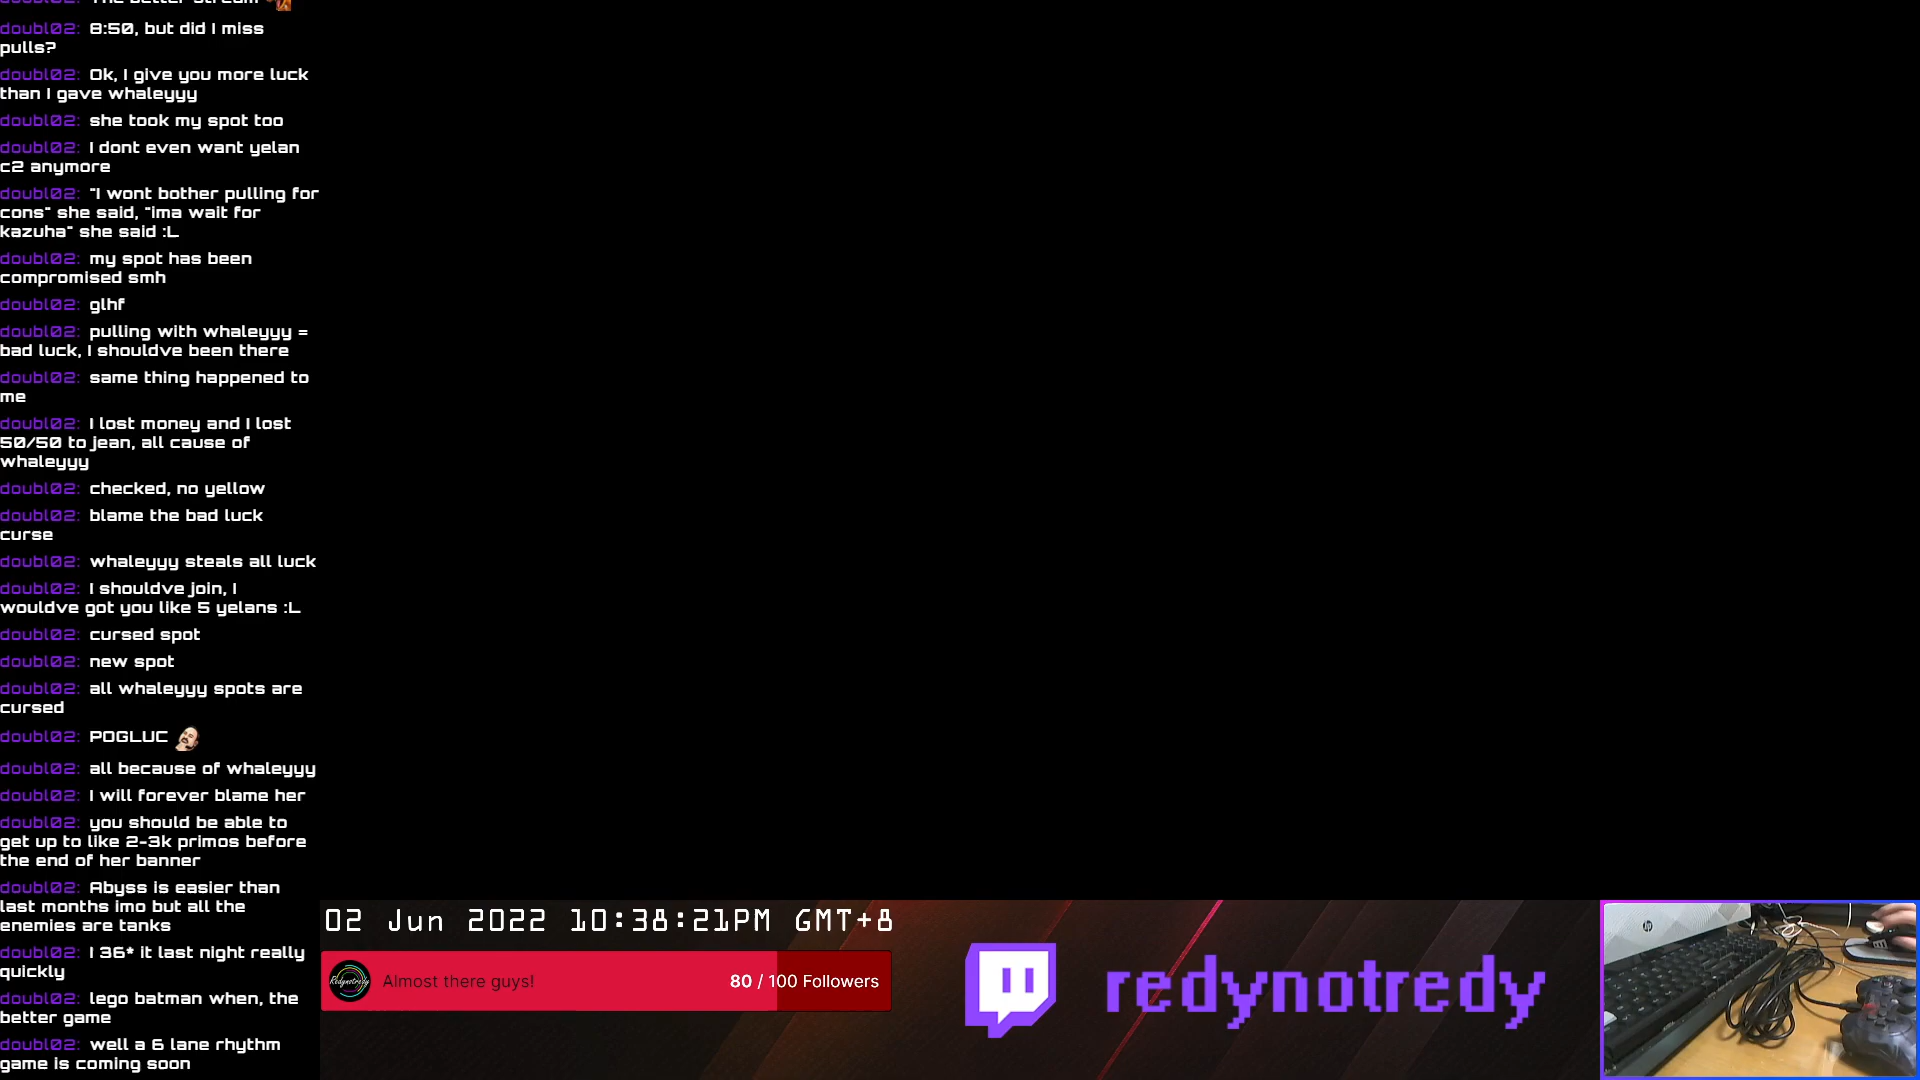 doubl02: The better stream
doubl02: 8:50, but did I miss
pulls?
doubl02: Ok, I give you more luck
than I gave whaleyyy
doubl02: she took my spot too
doubl02: I dont even want yelan
c2 anymore
doubl02: "I wont bother pulling for
cons" she said, "ima wait for
kazuha" she said :L
doubl02: my spot has been
compromised smh
doubl02: glhf
doubl02: pulling with whaleyyy =
bad luck, I shouldve been there
doubl02: same thing happened to
me
doubl02: I lost money and I lost
50/50 to jean, all cause of
whaleyyy
doubl02: checked, no yellow
doubl02: blame the bad luck
curse
doubl02: whaleyyy steals all luck
doubl02: I shouldve join, I
wouldve got you like 5 yelans :L
doubl02: cursed spot
doubl02: new spot
doubl02: all whaleyyy spots are
cursed
doubl02: POGLUC
doubl02: all because of whaleyyy
doubl02: I will forever blame her
doubl02: you should be able to
get up to like 2-3k primos before
the end of her banner
doubl02: Abyss is easier than
last months imo but all the
enemies are tanks
doubl02: I 36* it last night really
quickly
doubl02: lego batman when, the
better game
doubl02: well a 6 lane rhythm
game is coming soon
02 Jun 2022 10:38:21PM GMT+8
Redynotredy
Almost there guys! 80 / 100 Followers
redynotredy
hp